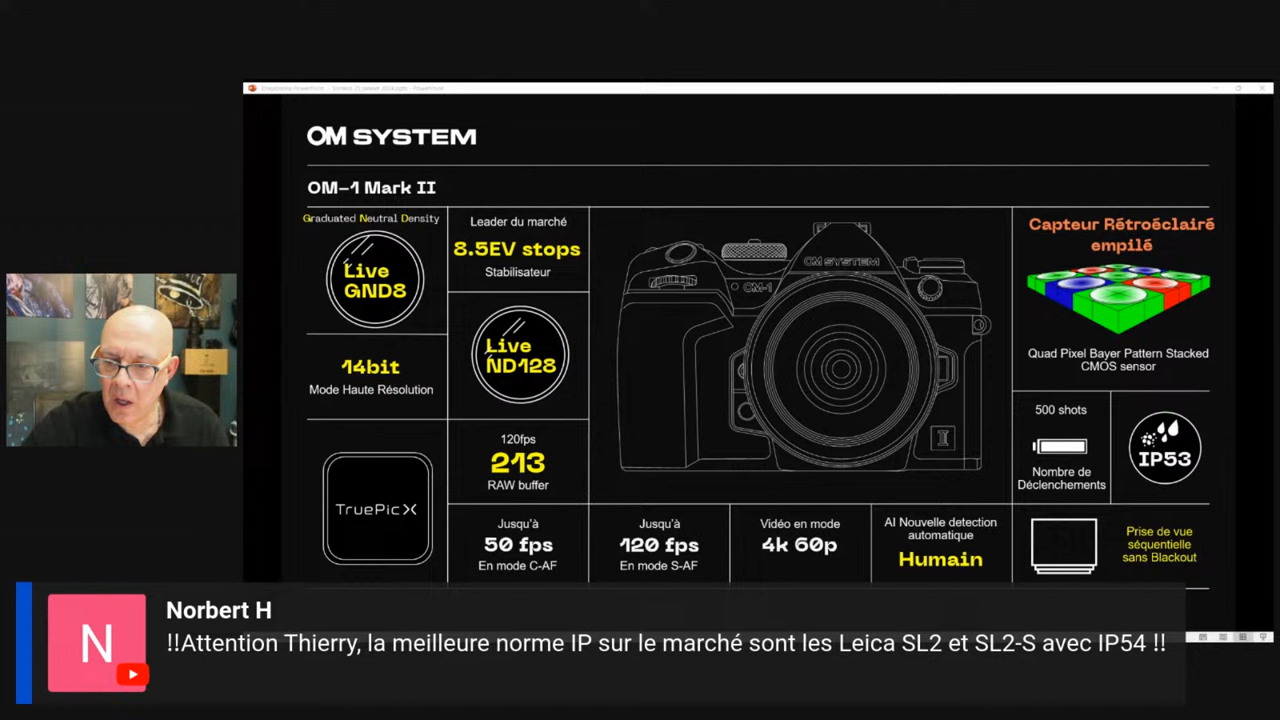 OM SYSTEM
OM-1 Mark II
Graduated Neutral Density
Live
GND8
14bit
Mode Haute Résolution
TruePic X
Leader du marché
8.5EV stops
Stabilisateur
Live
ND128
120fps
213
RAW buffer
Jusqu'à
50 fps
En mode C-AF
Jusqu'à
120 fps
En mode S-AF
Vidéo en mode
4k 60p
AI Nouvelle detection
automatique
Humain
OM SYSTEM
OM-1
II
Capteur Rétroéclairé
empilé
Quad Pixel Bayer Pattern Stacked
CMOS sensor
500 shots
Nombre de
Déclenchements
IP53
Prise de vue
séquentielle
sans Blackout
N
Norbert H
!!Attention Thierry, la meilleure norme IP sur le marché sont les Leica SL2 et SL2-S avec IP54 !!